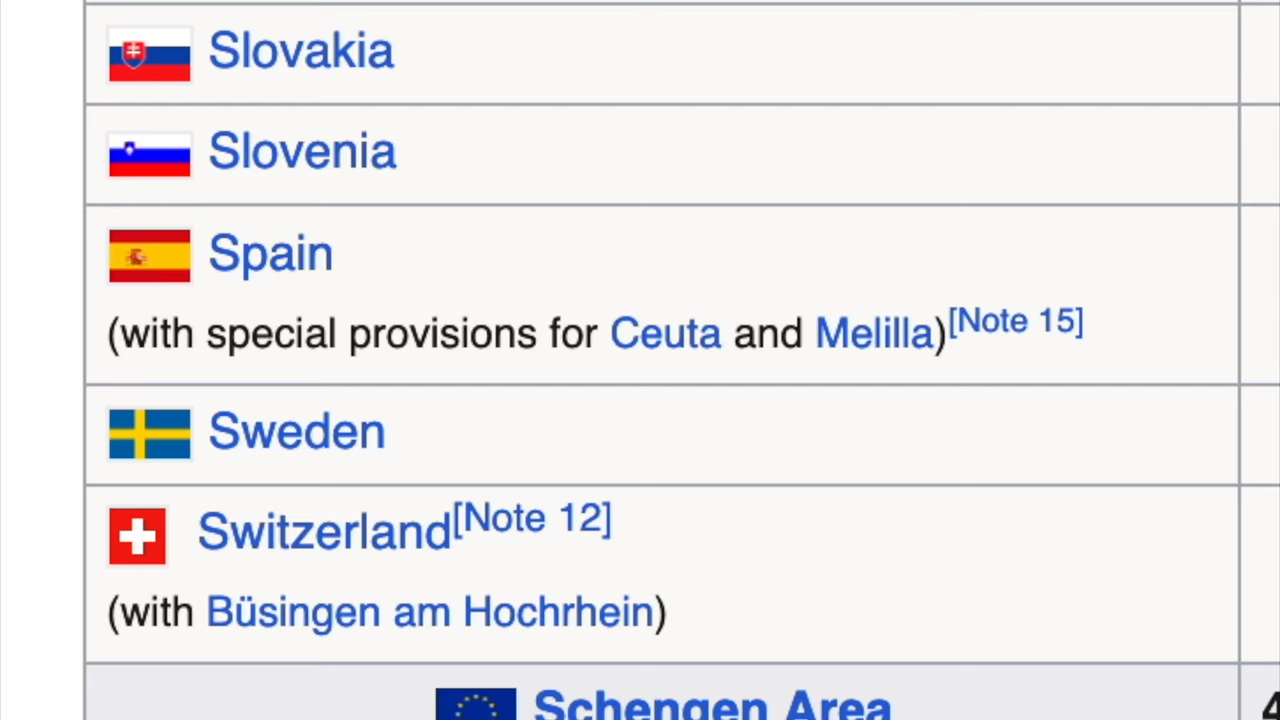 Slovakia
Slovenia
Spain
(with special provisions for Ceuta and Melilla)[Note 15]
Sweden
Switzerland[Note 12]
(with Büsingen am Hochrhein)
Schengen Area